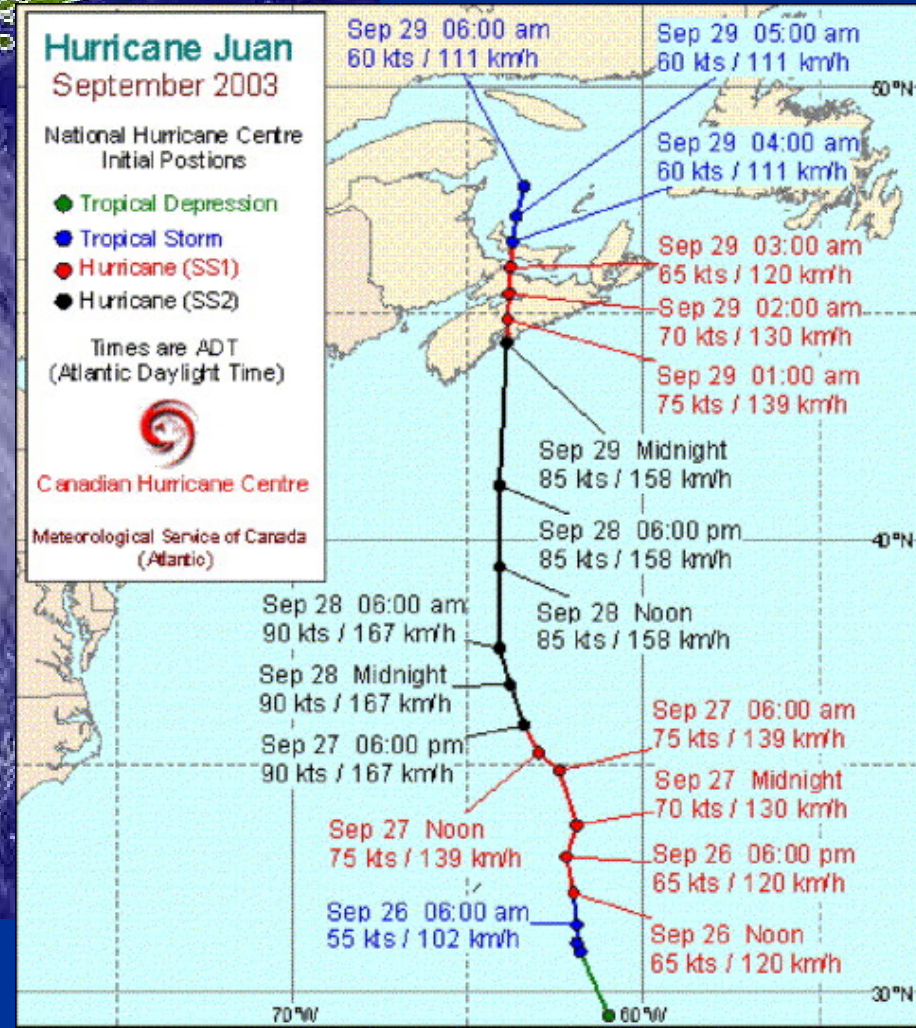 Hurricane Juan
September 2003
National Hurricane Centre
Initial Postions
Tropical Depression
Tropical Storm
Hurricane (SS1)
Hurricane (SS2)
Times are ADT
(Atlantic Daylight Time)
Canadian Hurricane Centre
Meteorological Service of Canada
(Atlantic)
Sep 29 06:00 am
60 kts / 111 km/h
Sep 29 05:00 am
60 kts / 111 km/h
50°N
Sep 29 04:00 am
60 kts / 111 km/h
Sep 29 03:00 am
65 kts / 120 km/h
Sep 29 02:00 am
70 kts / 130 km/h
Sep 29 01:00 am
75 kts / 139 km/h
Sep 29 Midnight
85 kts / 158 km/h
Sep 28 06:00 pm
85 kts / 158 km/h
40°N
Sep 28 Noon
85 kts / 158 km/h
Sep 28 06:00 am
90 kts / 167 km/h
Sep 28 Midnight
90 kts / 167 km/h
Sep 27 06:00 pm
90 kts / 167 km/h
Sep 27 06:00 am
75 kts / 139 km/h
Sep 27 Midnight
70 kts / 130 km/h
Sep 27 Noon
75 kts / 139 km/h
Sep 26 06:00 pm
65 kts / 120 km/h
Sep 26 06:00 am
55 kts / 102 km/h
Sep 26 Noon
65 kts / 120 km/h
30°N
70°W
60°W